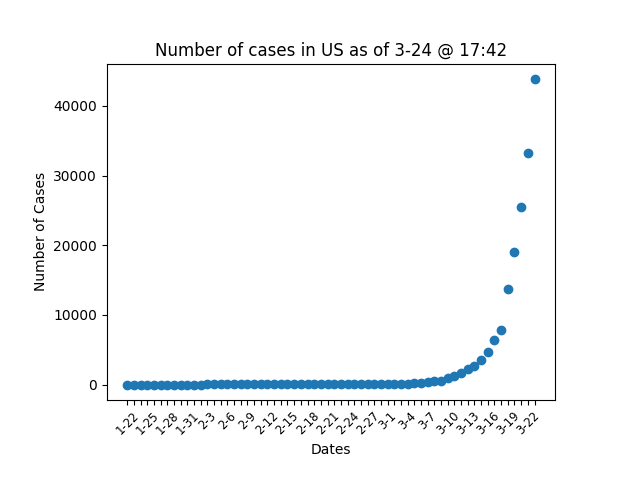 Number of cases in US as of 3-24 @ 17:42
Number of Cases
40000
30000
20000
10000
0
1-22 1-25 1-28 1-31 2-3 2-6 2-9 2-12 2-15 2-18 2-21 2-24 2-27 3-1 3-4 3-7 3-10 3-13 3-16 3-19 3-22
Dates